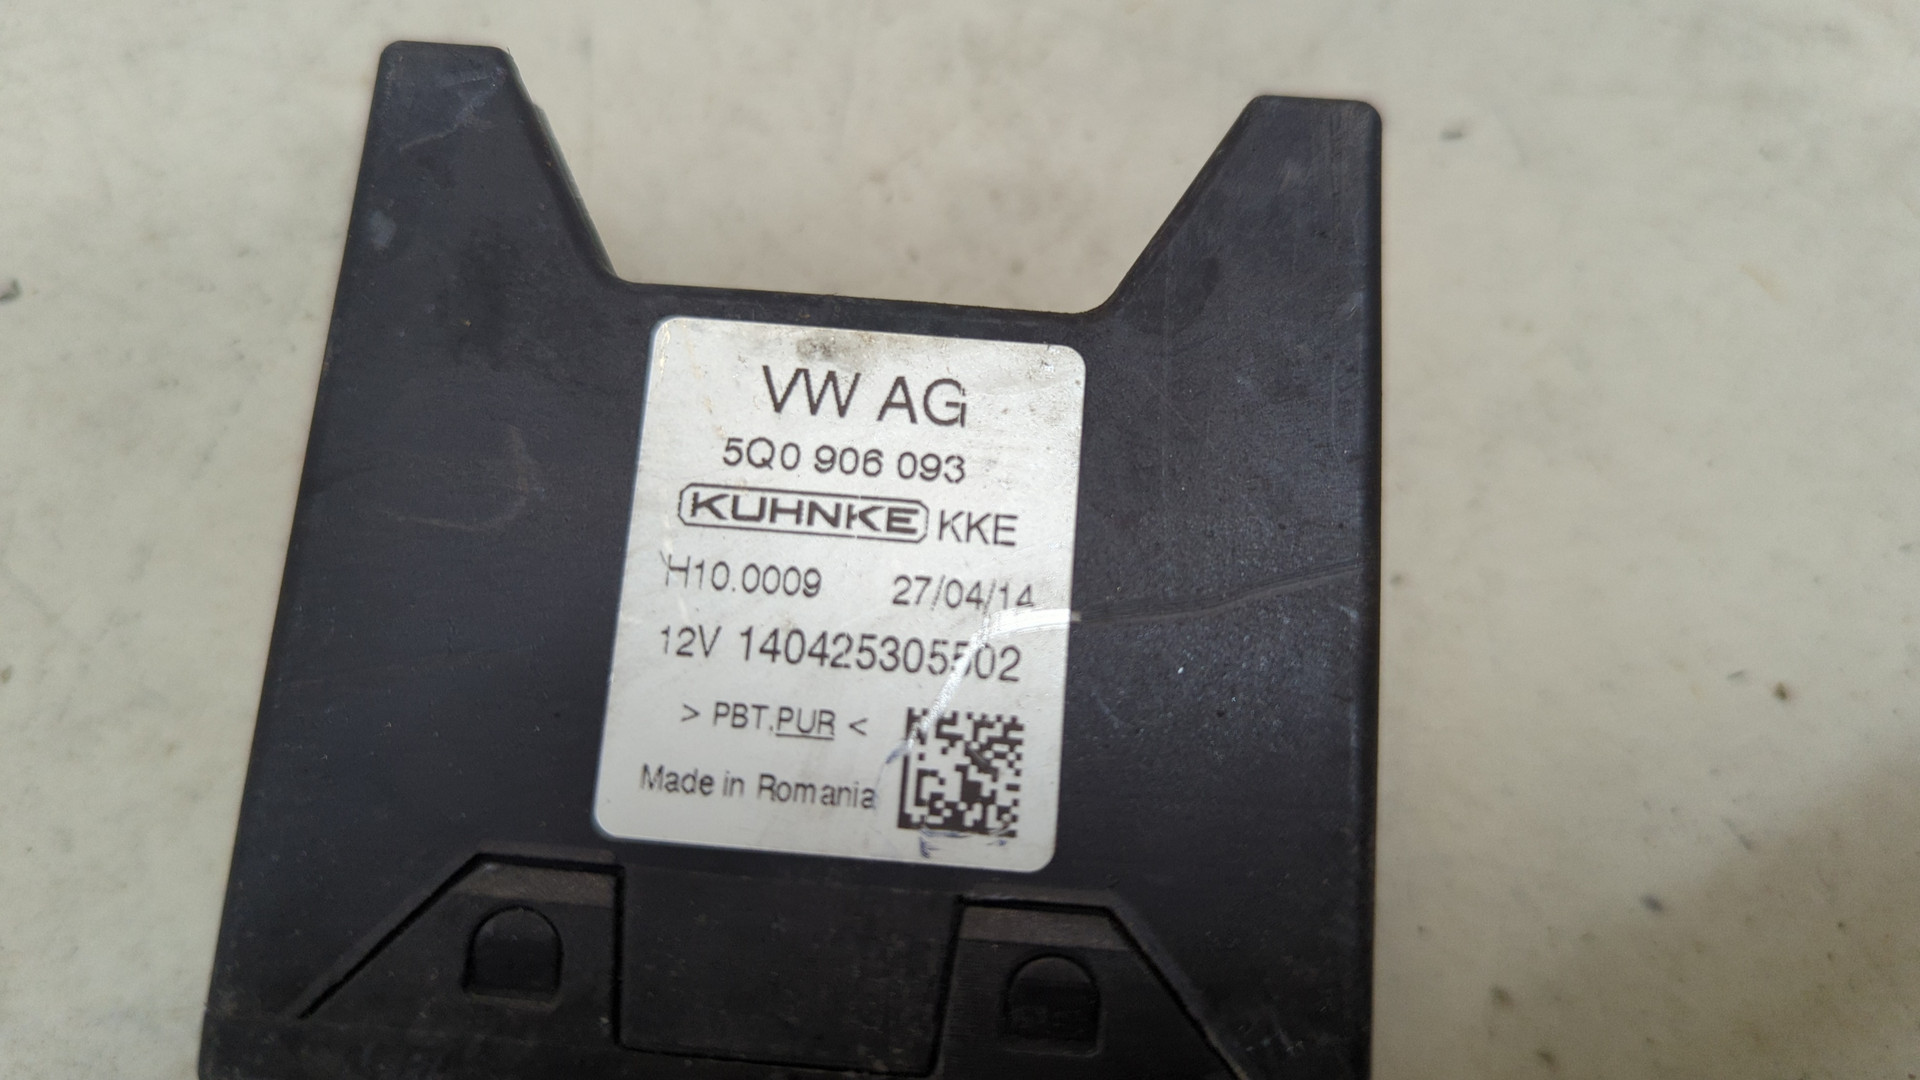 VW AG
5Q0 906 093
KUHNKE KKE
H10.0009 27/04/14
12V 140425305502
> PBT,PUR <
Made in Romania